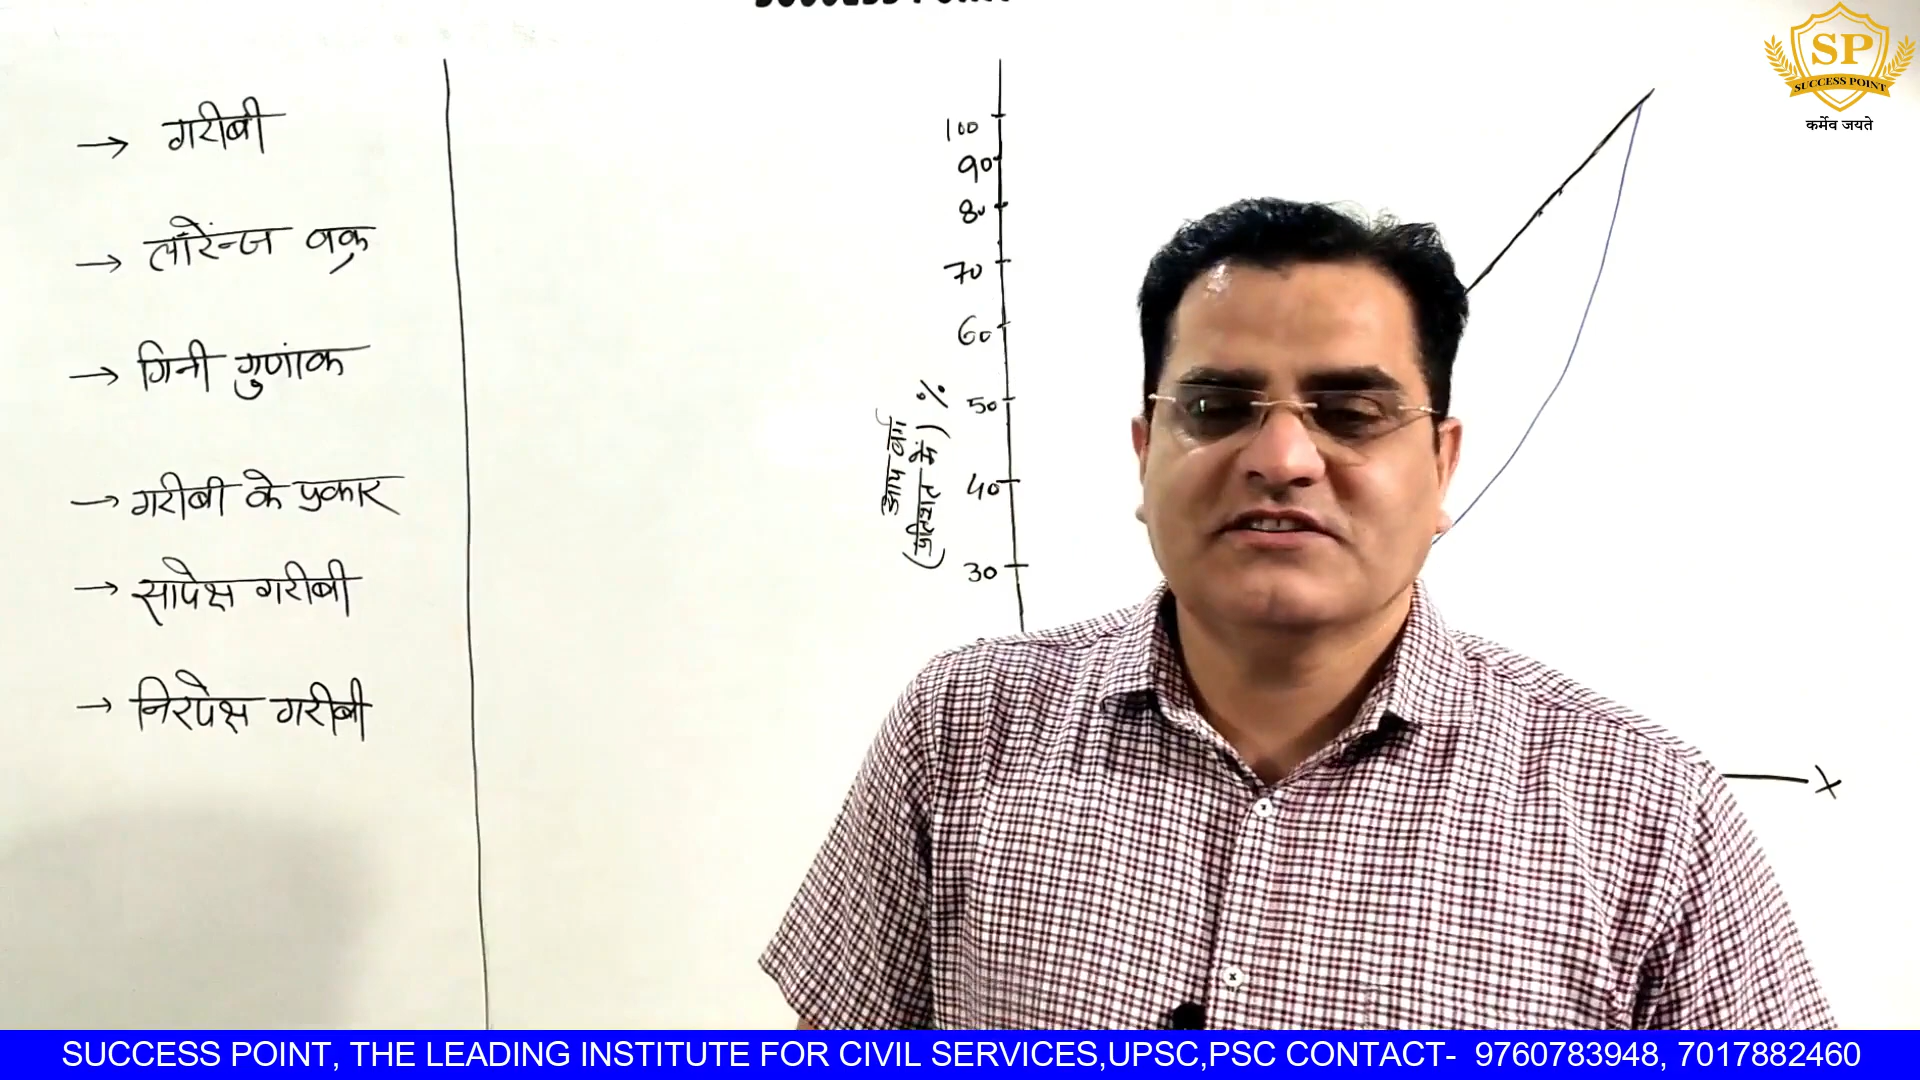 → गरीबी
→ लॉरेंन्ज वक्र
→ गिनी गुणांक
→ गरीबी के प्रकार
→ सापेक्ष गरीबी
→ निरपेक्ष गरीबी
100
90
80
70
60
50
40
30
आय वर्ग
(प्रतिशत में) %
X
SP
SUCCESS POINT
कर्मेव जयते
SUCCESS POINT, THE LEADING INSTITUTE FOR CIVIL SERVICES,UPSC,PSC CONTACT- 9760783948, 7017882460